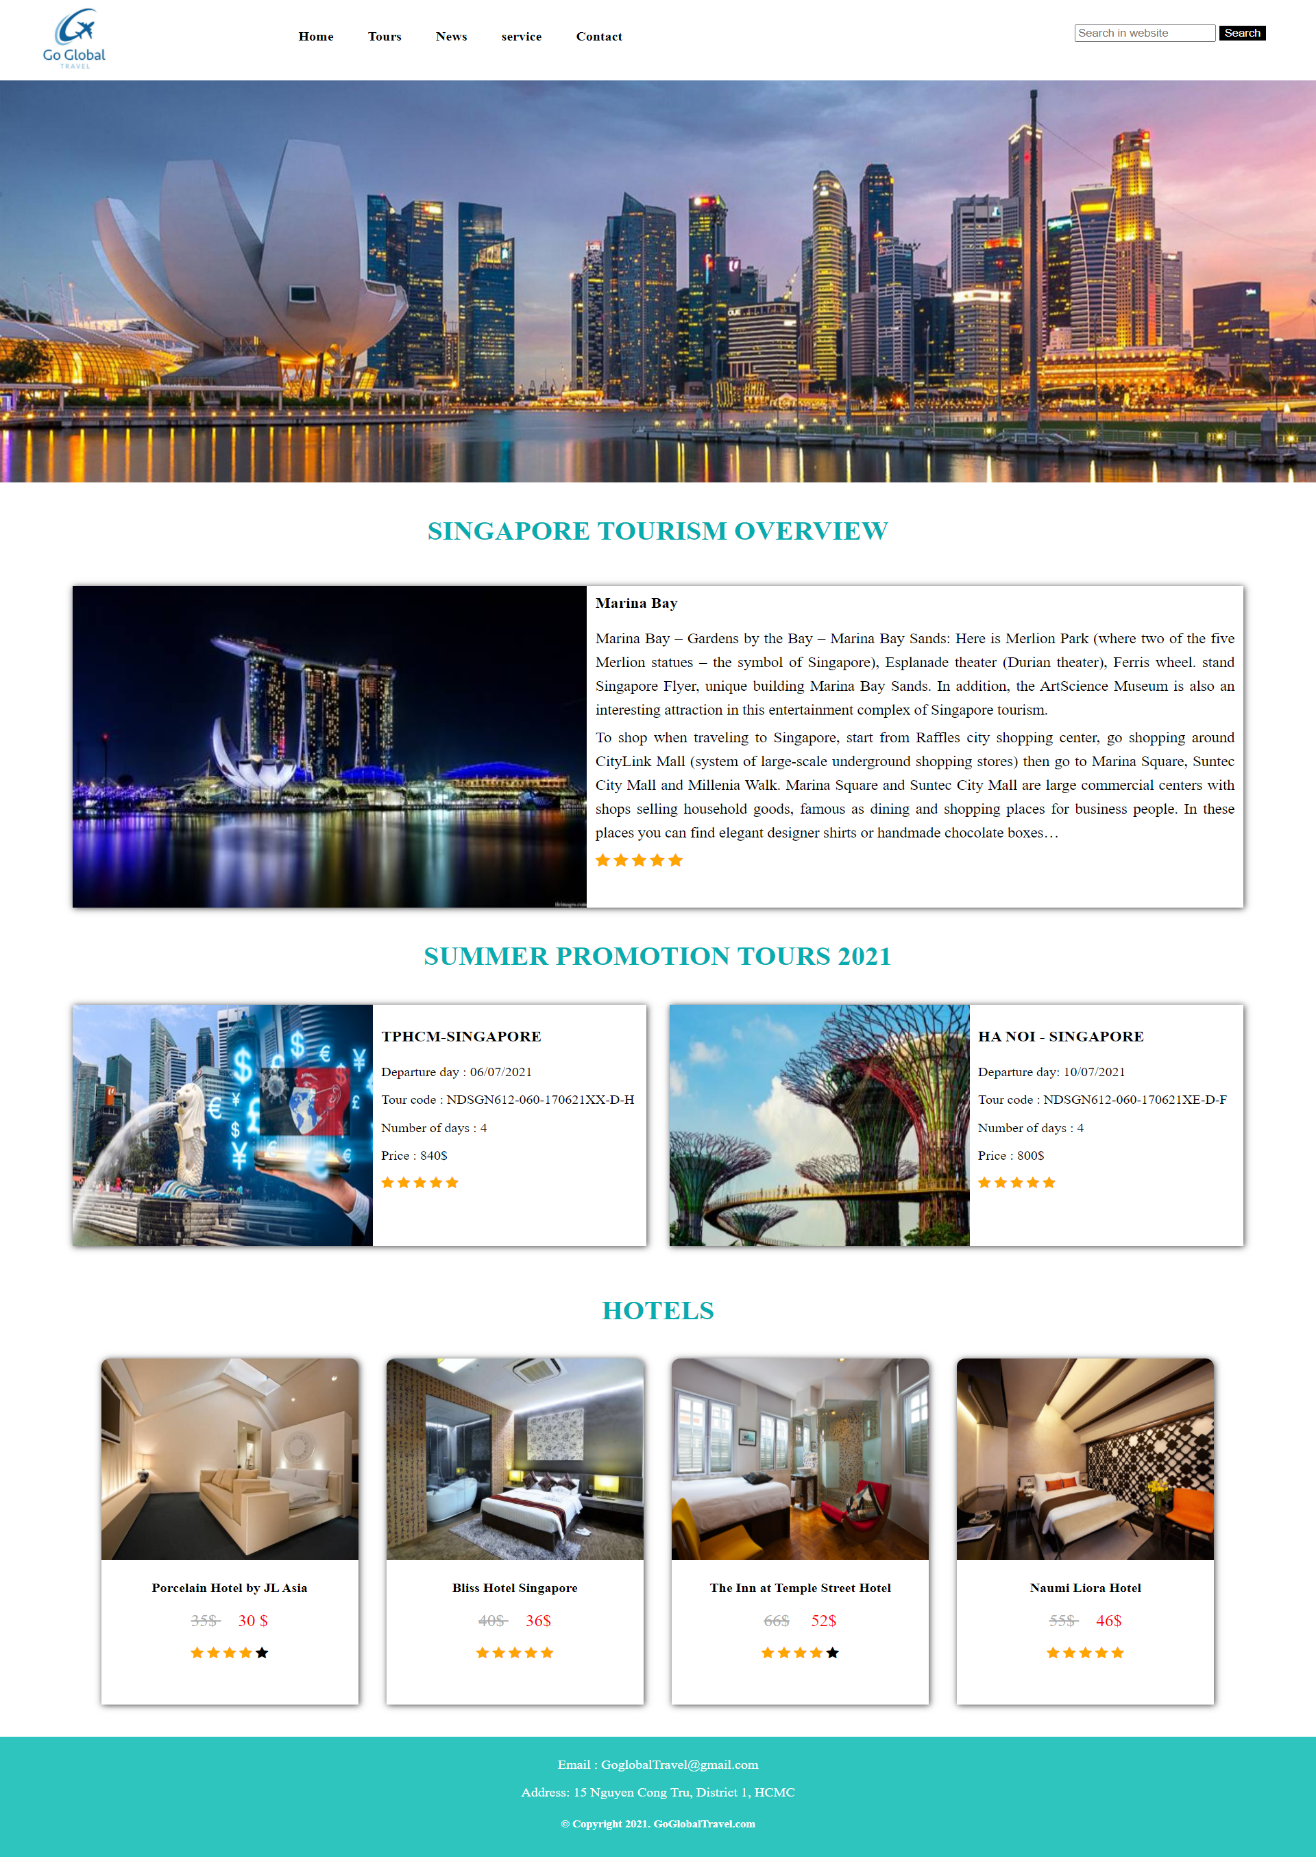 Go Global
TRAVEL
Home Tours News service Contact
Search in website Search
SINGAPORE TOURISM OVERVIEW
Marina Bay
Marina Bay – Gardens by the Bay – Marina Bay Sands: Here is Merlion Park (where two of the five
Merlion statues – the symbol of Singapore), Esplanade theater (Durian theater), Ferris wheel. stand
Singapore Flyer, unique building Marina Bay Sands. In addition, the ArtScience Museum is also an
interesting attraction in this entertainment complex of Singapore tourism.
To shop when traveling to Singapore, start from Raffles city shopping center, go shopping around
CityLink Mall (system of large-scale underground shopping stores) then go to Marina Square, Suntec
City Mall and Millenia Walk. Marina Square and Suntec City Mall are large commercial centers with
shops selling household goods, famous as dining and shopping places for business people. In these
places you can find elegant designer shirts or handmade chocolate boxes…
SUMMER PROMOTION TOURS 2021
TPHCM-SINGAPORE
Departure day : 06/07/2021
Tour code : NDSGN612-060-170621XX-D-H
Number of days : 4
Price : 840$
HA NOI - SINGAPORE
Departure day: 10/07/2021
Tour code : NDSGN612-060-170621XE-D-F
Number of days : 4
Price : 800$
HOTELS
Porcelain Hotel by JL Asia
35$ 30 $
Bliss Hotel Singapore
40$ 36$
The Inn at Temple Street Hotel
66$ 52$
Naumi Liora Hotel
55$ 46$
Email : GoglobalTravel@gmail.com
Address: 15 Nguyen Cong Tru, District 1, HCMC
© Copyright 2021. GoGlobalTravel.com